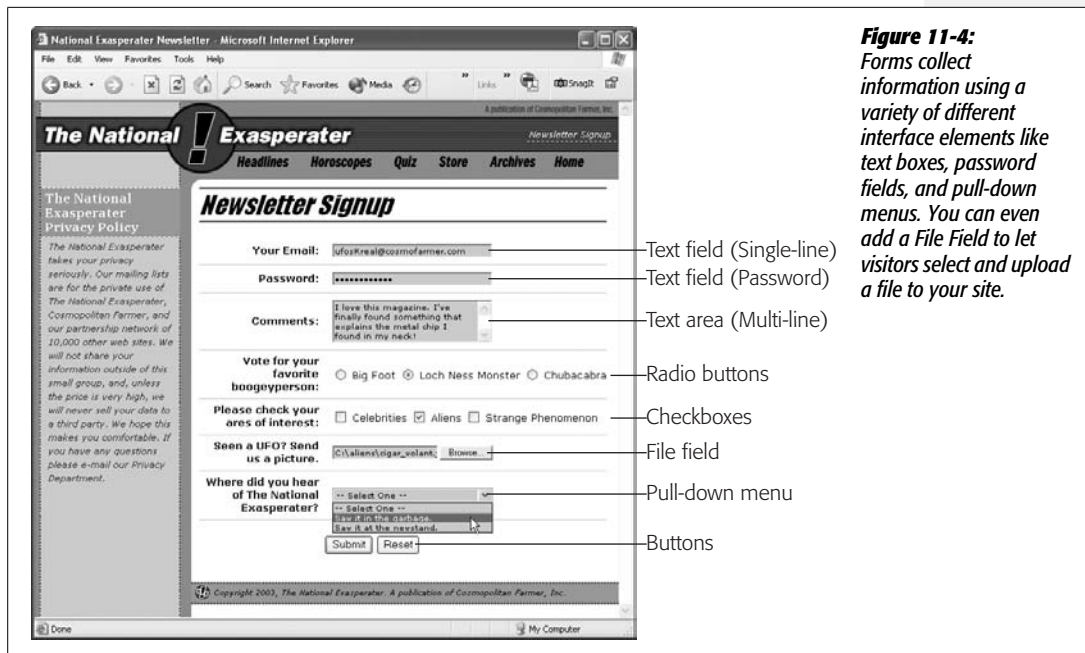 National Exasperater Newsletter - Microsoft Internet Explorer
File Edit View Favorites Tools Help
Back Search Favorites Media Links SnagIt
A publication of Cosmopolitan Farmer, Inc.
The National ! Exasperater
Newsletter Signup
Headlines Horoscopes Quiz Store Archives Home
The National
Exasperater
Privacy Policy
The National Exasperater
takes your privacy
seriously. Our mailing lists
are for the private use of
The National Exasperater,
Cosmopolitan Farmer, and
our partnership network of
10,000 other web sites. We
will not share your
information outside of this
small group, and, unless
the price is very high, we
will never sell your data to
a third party. We hope this
makes you comfortable. If
you have any questions
please e-mail our Privacy
Department.
Newsletter Signup
Your Email: ufosRreal@cosmofarmer.com
Text field (Single-line)
Password: ••••••••••••
Text field (Password)
Comments:
I love this magazine. I've
finally found something that
explains the metal chip I
found in my neck!
Text area (Multi-line)
Vote for your
favorite
boogeyperson:
Big Foot Loch Ness Monster Chubacabra
Radio buttons
Please check your
ares of interest:
Celebrities Aliens Strange Phenomenon
Checkboxes
Seen a UFO? Send
us a picture.
C:\aliens\cigar_volant. Browse...
File field
Where did you hear
of The National
Exasperater?
-- Select One --
-- Select One --
Saw it in the garbage.
Saw it at the newstand.
Pull-down menu
Submit Reset
Buttons
Copyright 2003, The National Exasperater. A publication of Cosmopolitan Farmer, Inc.
Done My Computer
Figure 11-4:
Forms collect
information using a
variety of different
interface elements like
text boxes, password
fields, and pull-down
menus. You can even
add a File Field to let
visitors select and upload
a file to your site.